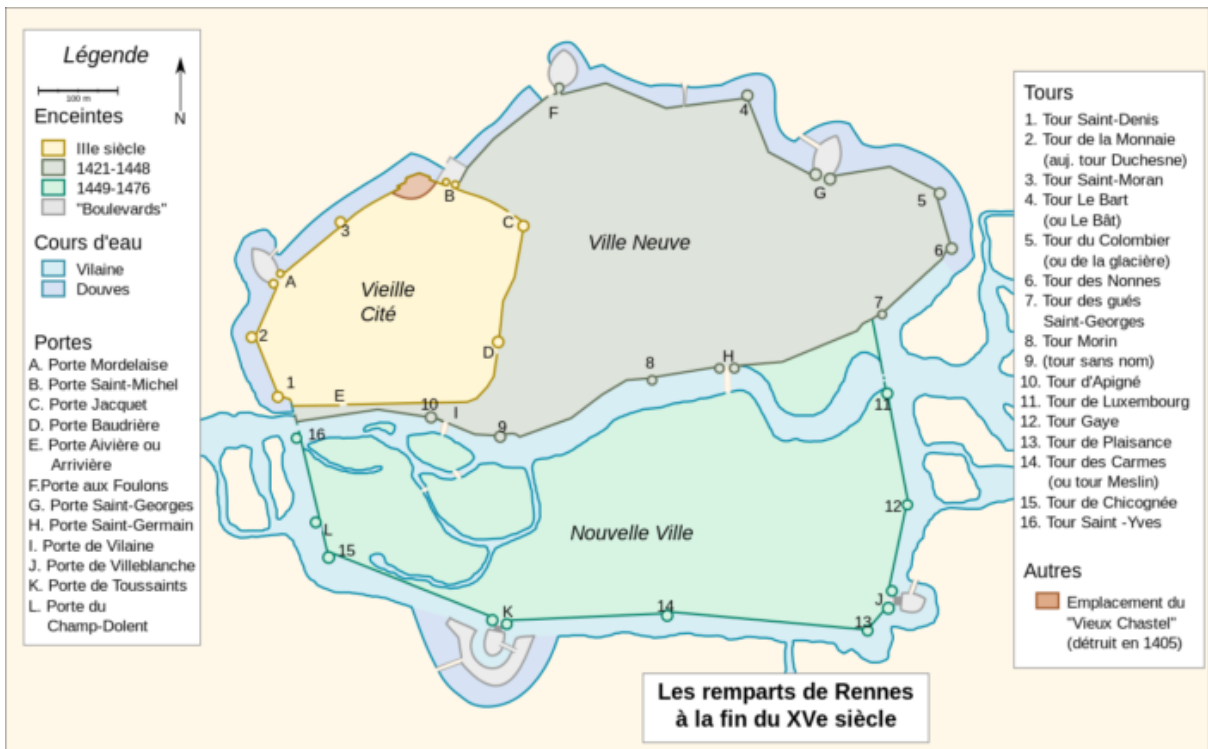 Légende
100 m
N
Enceintes
IIIe siècle
1421-1448
1449-1476
"Boulevards"
Cours d'eau
Vilaine
Douves
Portes
A. Porte Mordelaise
B. Porte Saint-Michel
C. Porte Jacquet
D. Porte Baudrière
E. Porte Aivière ou
Arrivière
F.Porte aux Foulons
G. Porte Saint-Georges
H. Porte Saint-Germain
I. Porte de Vilaine
J. Porte de Villeblanche
K. Porte de Toussaints
L. Porte du
Champ-Dolent
F
4
B
G
3
C
5
Ville Neuve
6
A
Vieille
Cité
7
2
D
H
8
1
E
10
I
11
16
9
12
L
Nouvelle Ville
15
K
14
J
13
Tours
1. Tour Saint-Denis
2. Tour de la Monnaie
(auj. tour Duchesne)
3. Tour Saint-Moran
4. Tour Le Bart
(ou Le Bât)
5. Tour du Colombier
(ou de la glacière)
6. Tour des Nonnes
7. Tour des gués
Saint-Georges
8. Tour Morin
9. (tour sans nom)
10. Tour d'Apigné
11. Tour de Luxembourg
12. Tour Gaye
13. Tour de Plaisance
14. Tour des Carmes
(ou tour Meslin)
15. Tour de Chicognée
16. Tour Saint -Yves
Autres
Emplacement du
"Vieux Chastel"
(détruit en 1405)
Les remparts de Rennes
à la fin du XVe siècle